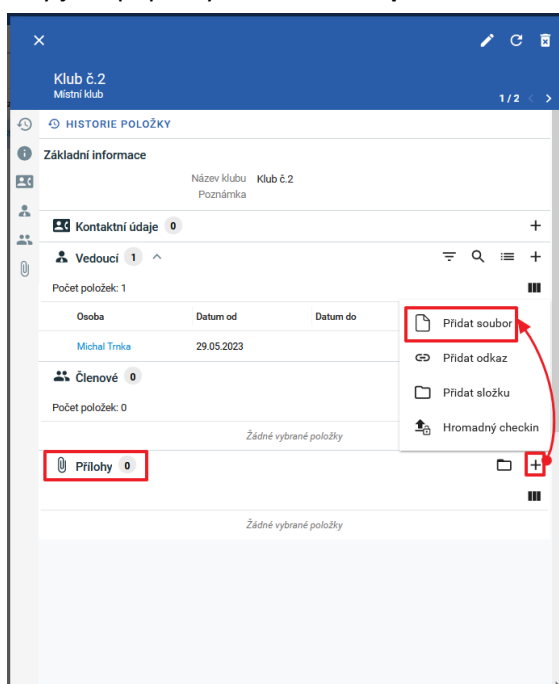 Klub č.2
Místní klub
1 / 2
HISTORIE POLOŽKY
Základní informace
Název klubu Klub č.2
Poznámka
Kontaktní údaje 0
Vedoucí 1
Počet položek: 1
Osoba Datum od Datum do
Michal Trnka 29.05.2023
Přidat soubor
Přidat odkaz
Přidat složku
Hromadný checkin
Členové 0
Počet položek: 0
Žádné vybrané položky
Přílohy 0
Žádné vybrané položky